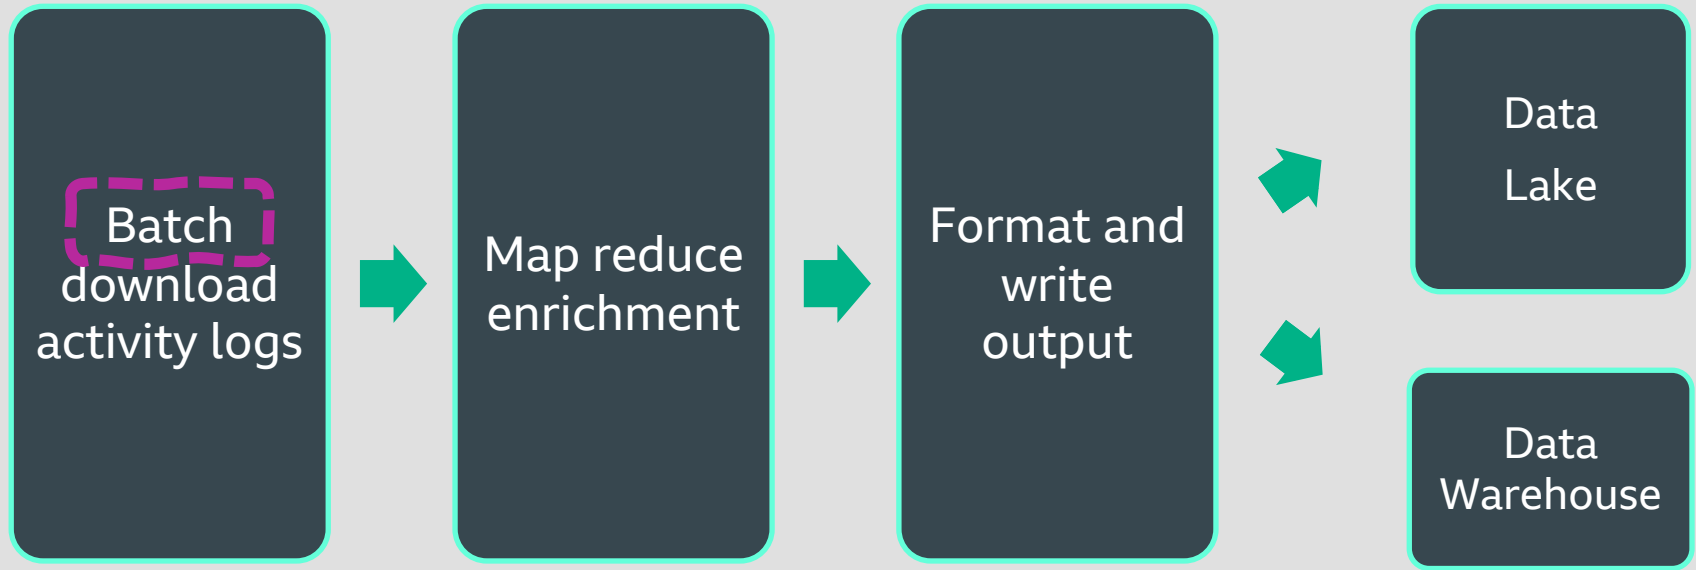 Batch
download
activity logs
Map reduce
enrichment
Format and
write
output
Data
Lake
Data
Warehouse